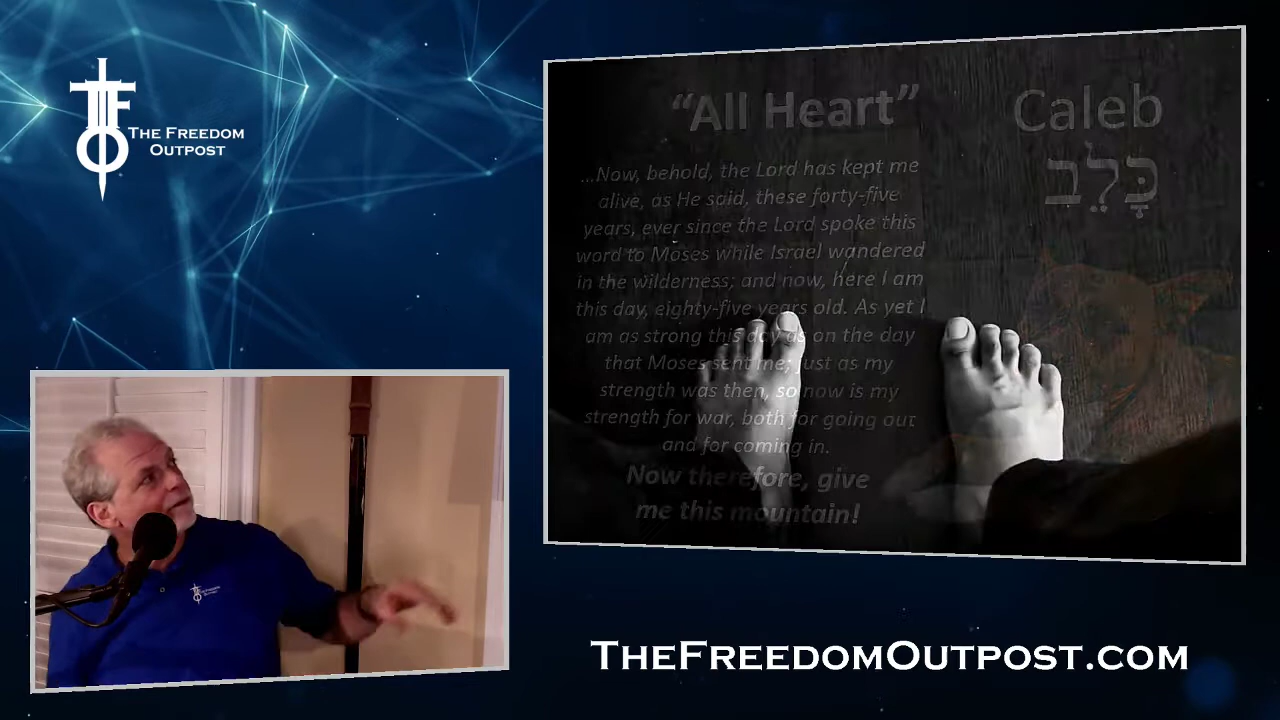 The Freedom
Outpost
"All Heart"
Caleb
כָּלֵב
...Now, behold, the Lord has kept me
alive, as He said, these forty-five
years, ever since the Lord spoke this
word to Moses while Israel wandered
in the wilderness; and now, here I am
this day, eighty-five years old. As yet I
am as strong this day as on the day
that Moses sent me; just as my
strength was then, so now is my
strength for war, both for going out
and for coming in.
Now therefore, give
me this mountain!
TheFreedomOutpost.com